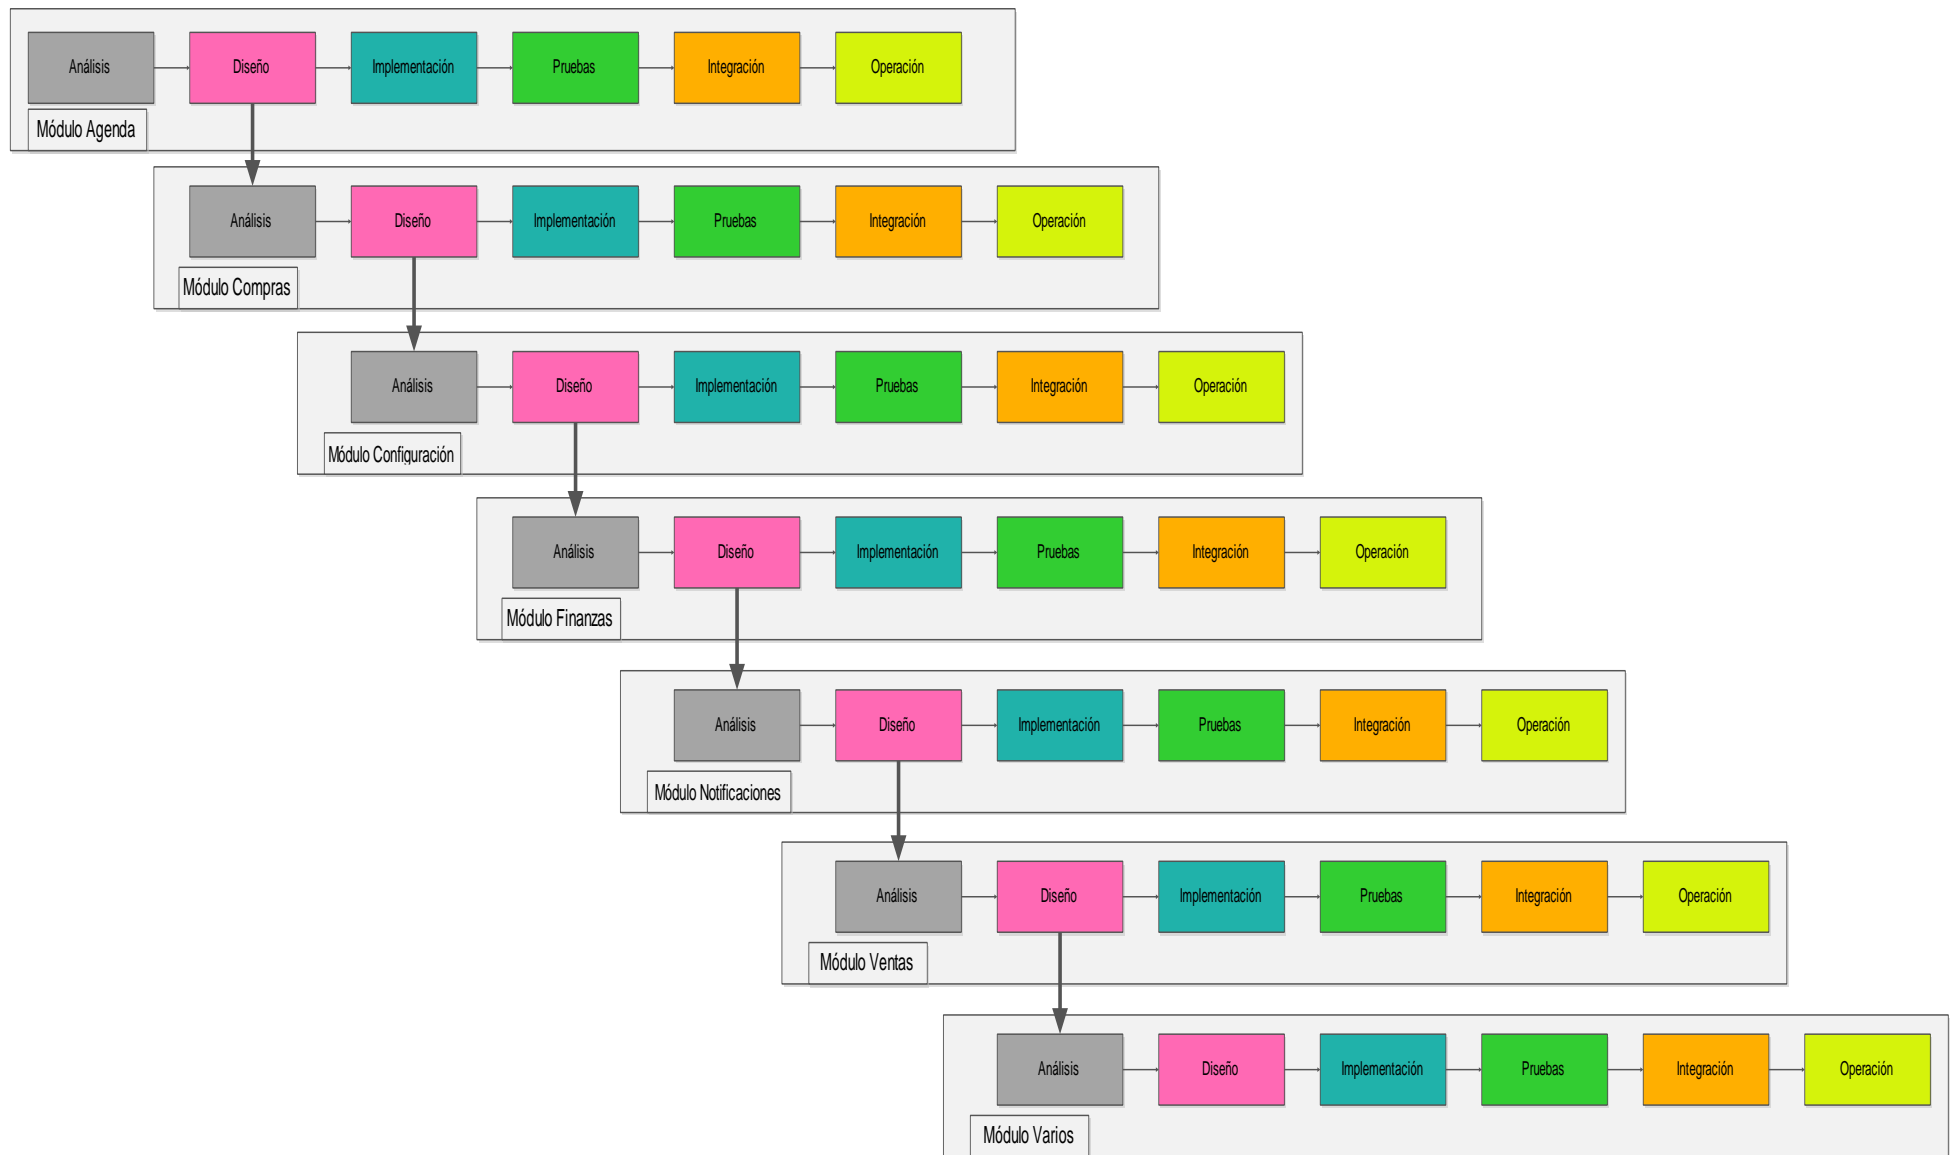 Análisis
Diseño
Implementación
Pruebas
Integración
Operación
Módulo Agenda
Análisis
Diseño
Implementación
Pruebas
Integración
Operación
Módulo Compras
Análisis
Diseño
Implementación
Pruebas
Integración
Operación
Módulo Configuración
Análisis
Diseño
Implementación
Pruebas
Integración
Operación
Módulo Finanzas
Análisis
Diseño
Implementación
Pruebas
Integración
Operación
Módulo Notificaciones
Análisis
Diseño
Implementación
Pruebas
Integración
Operación
Módulo Ventas
Análisis
Diseño
Implementación
Pruebas
Integración
Operación
Módulo Varios